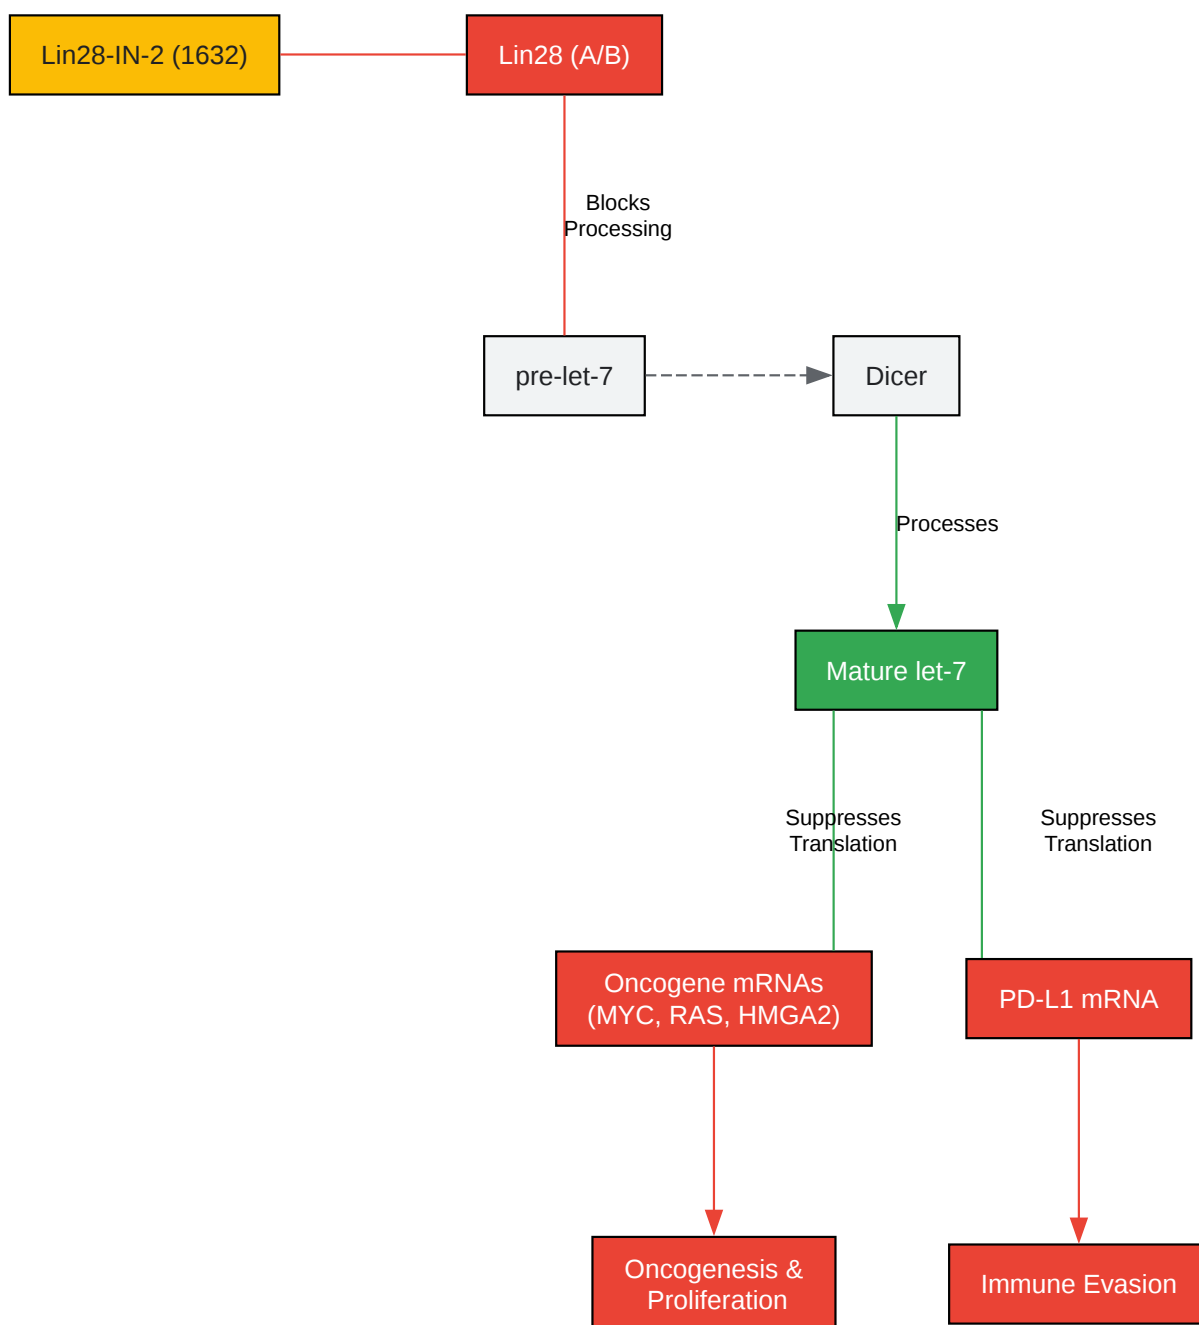 Lin28-IN-2 (1632)
Lin28 (A/B)
Blocks
Processing
pre-let-7
Dicer
Processes
Mature let-7
Suppresses
Translation
Suppresses
Translation
Oncogene mRNAs
(MYC, RAS, HMGA2)
PD-L1 mRNA
Oncogenesis &
Proliferation
Immune Evasion